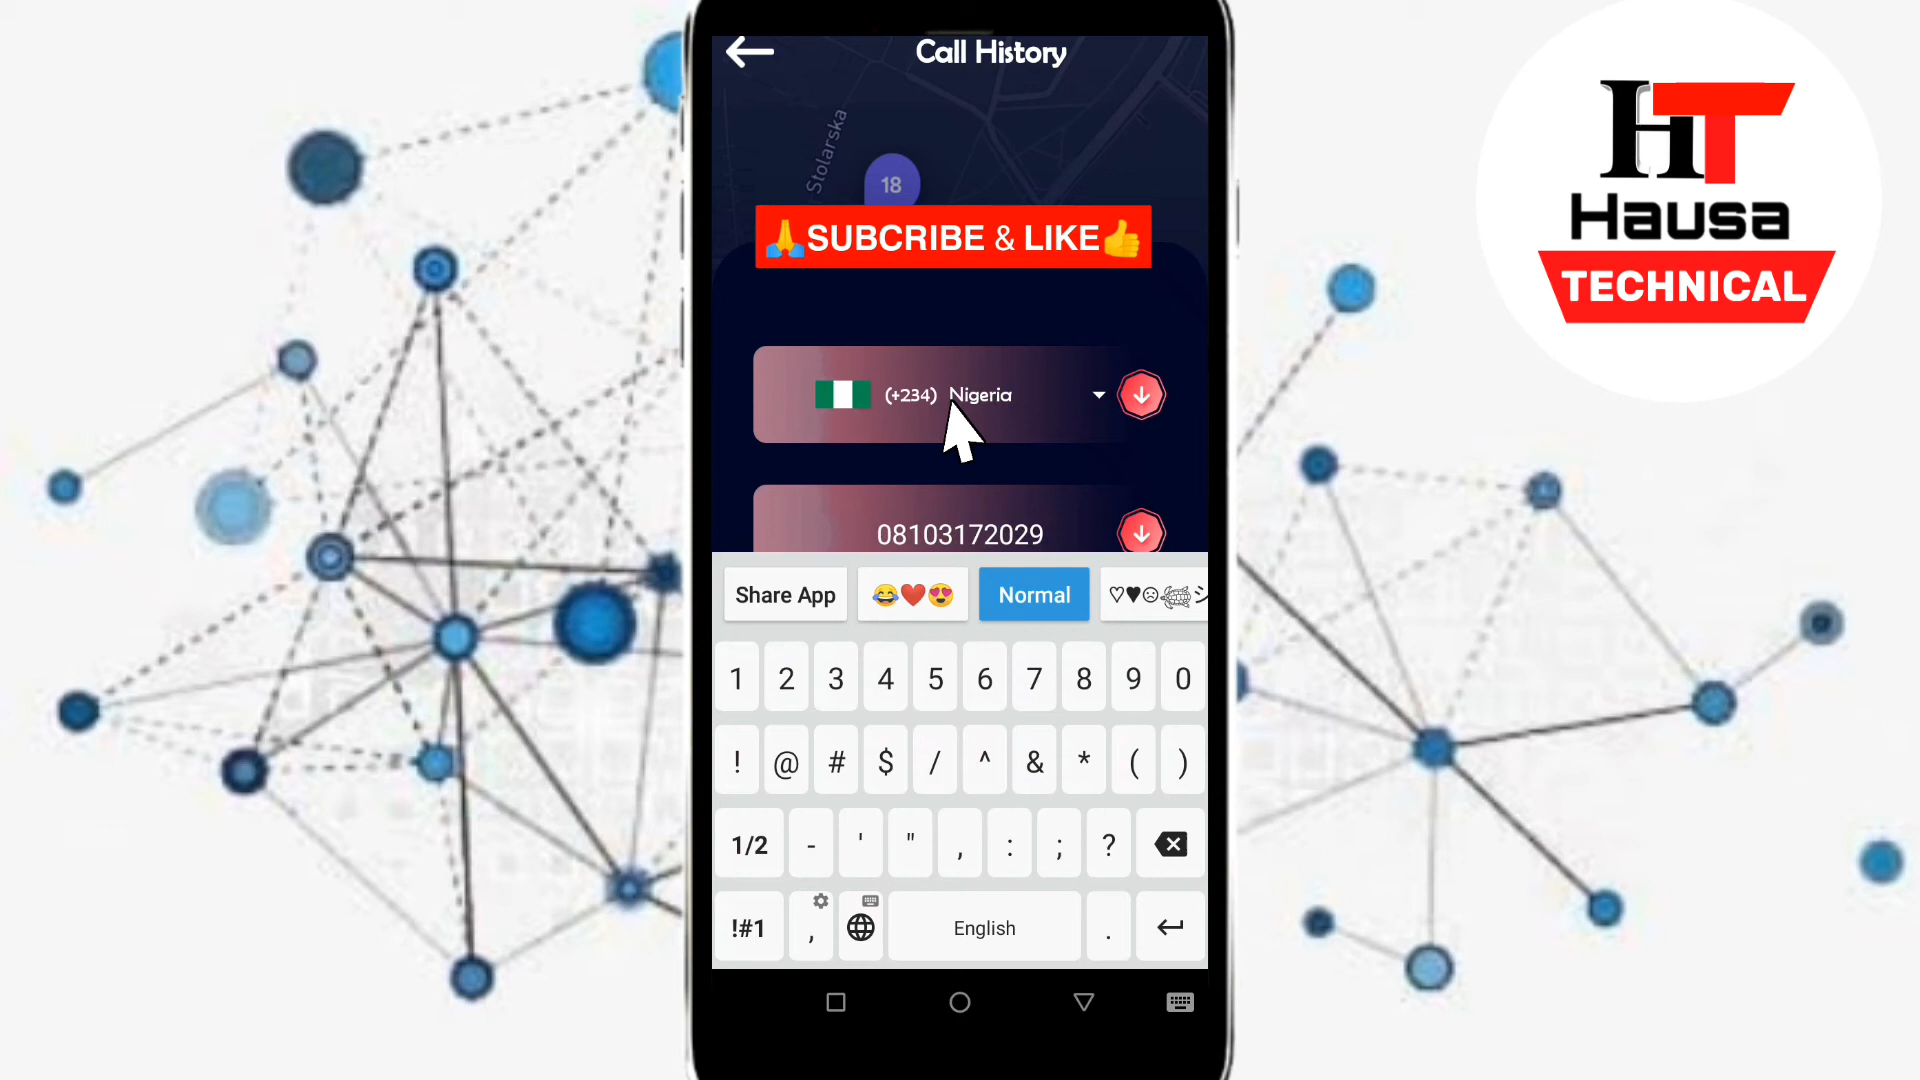 Call History
Stolarska
18
🙏SUBCRIBE & LIKE👍
HT
Hausa
TECHNICAL
(+234) Nigeria
08103172029
Share App
😂❤️😍
Normal
1 2 3 4 5 6 7 8 9 0
! @ # $ / ^ & * ( )
1/2 - ' " , : ; ?
!#1 , English .